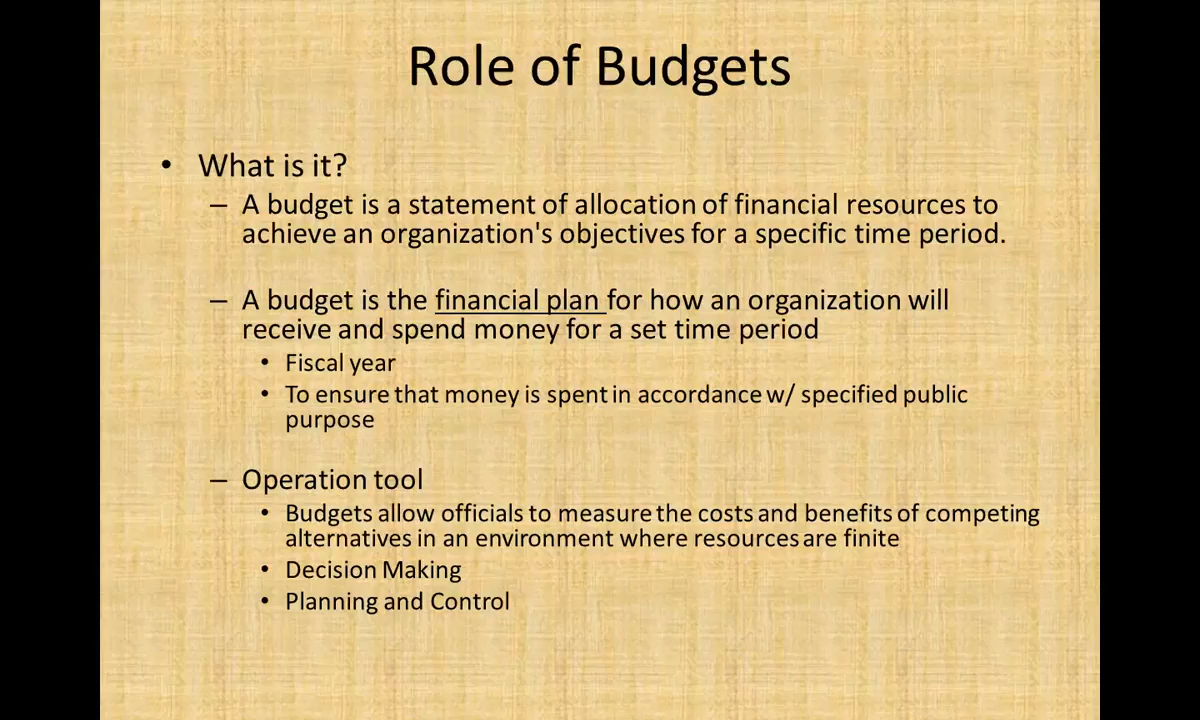 Role of Budgets
• What is it?
– A budget is a statement of allocation of financial resources to
achieve an organization's objectives for a specific time period.
– A budget is the financial plan for how an organization will
receive and spend money for a set time period
• Fiscal year
• To ensure that money is spent in accordance w/ specified public
purpose
– Operation tool
• Budgets allow officials to measure the costs and benefits of competing
alternatives in an environment where resources are finite
• Decision Making
• Planning and Control